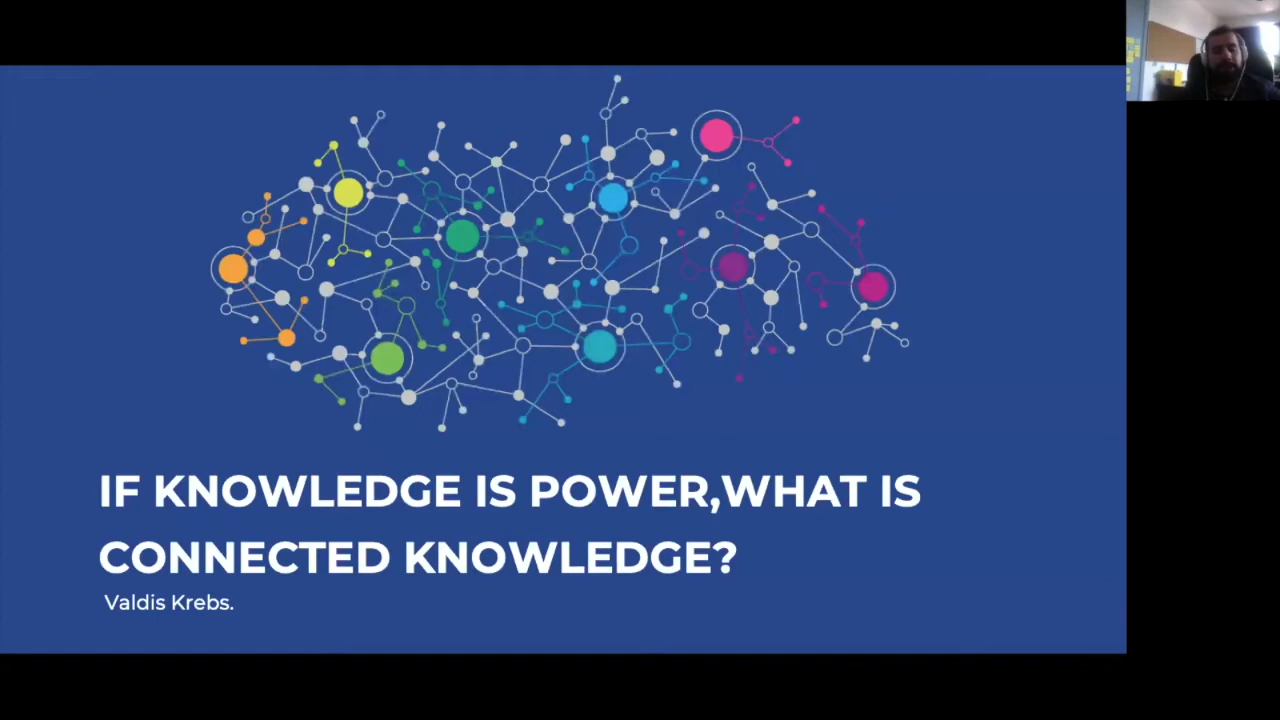 IF KNOWLEDGE IS POWER,WHAT IS
CONNECTED KNOWLEDGE?
Valdis Krebs.